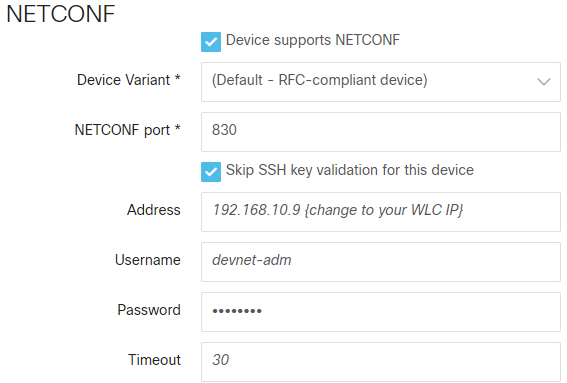 NETCONF
Device supports NETCONF
Device Variant * (Default - RFC-compliant device)
NETCONF port * 830
Skip SSH key validation for this device
Address 192.168.10.9 {change to your WLC IP}
Username devnet-adm
Password ••••••••
Timeout 30